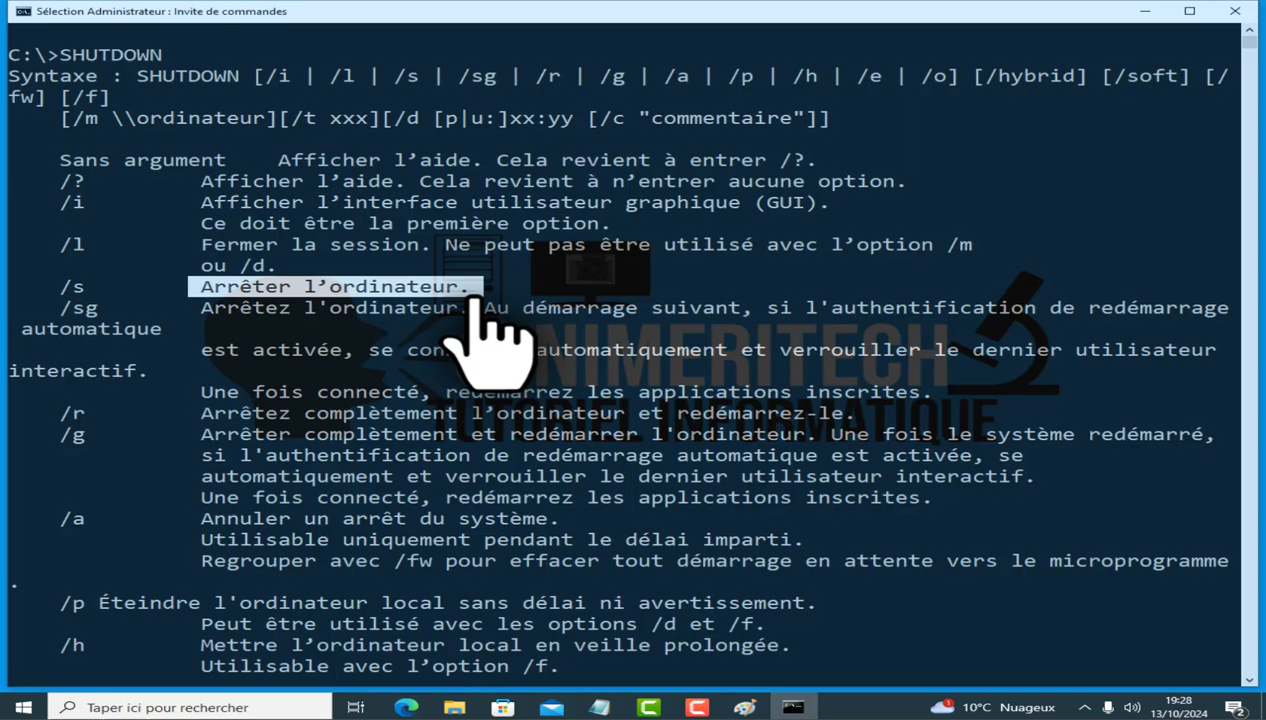 Sélection Administrateur : Invite de commandes
C:\>SHUTDOWN
Syntaxe : SHUTDOWN [/i | /l | /s | /sg | /r | /g | /a | /p | /h | /e | /o] [/hybrid] [/soft] [/
fw] [/f]
[/m \\ordinateur][/t xxx][/d [p|u:]xx:yy [/c "commentaire"]]
Sans argument Afficher l’aide. Cela revient à entrer /?.
/? Afficher l’aide. Cela revient à n’entrer aucune option.
/i Afficher l’interface utilisateur graphique (GUI).
Ce doit être la première option.
/l Fermer la session. Ne peut pas être utilisé avec l’option /m
ou /d.
/s Arrêter l’ordinateur.
/sg Arrêtez l'ordinateur. Au démarrage suivant, si l'authentification de redémarrage
automatique
est activée, se automatiquement et verrouiller le dernier utilisateur
interactif.
Une fois connecté, redémarrez les applications inscrites.
/r Arrêtez complètement l’ordinateur et redémarrez-le.
/g Arrêter complètement et redémarrer l'ordinateur. Une fois le système redémarré,
si l'authentification de redémarrage automatique est activée, se
automatiquement et verrouiller le dernier utilisateur interactif.
Une fois connecté, redémarrez les applications inscrites.
/a Annuler un arrêt du système.
Utilisable uniquement pendant le délai imparti.
Regrouper avec /fw pour effacer tout démarrage en attente vers le microprogramme
.
/p Éteindre l'ordinateur local sans délai ni avertissement.
Peut être utilisé avec les options /d et /f.
/h Mettre l’ordinateur local en veille prolongée.
Utilisable avec l’option /f.
NIMERITECH
TUTORIEL INFORMATIQUE
Taper ici pour rechercher
10°C Nuageux
19:28
13/10/2024
2